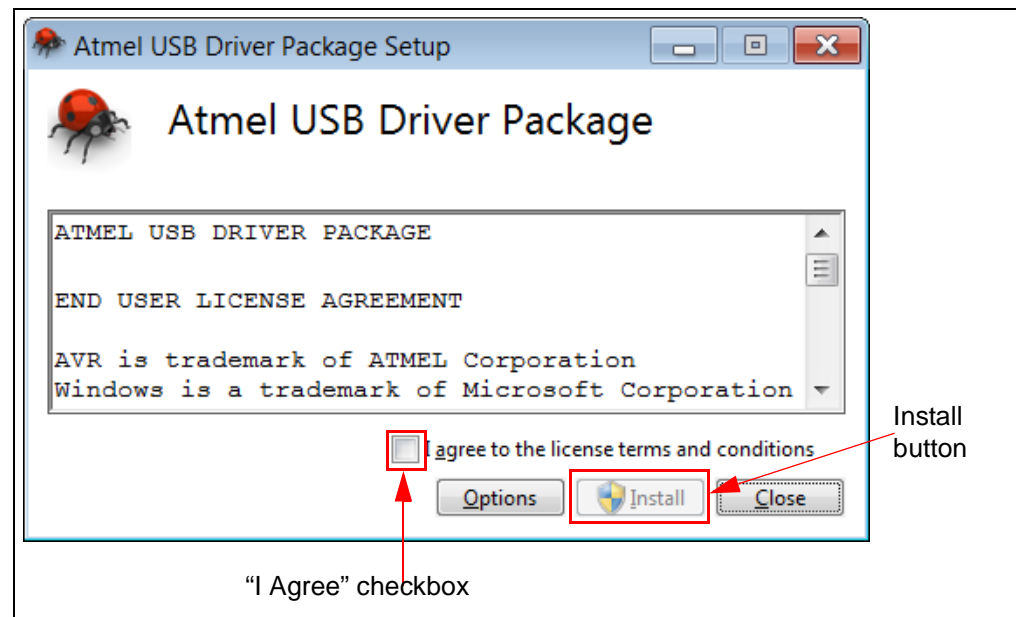 Atmel USB Driver Package Setup
Atmel USB Driver Package
ATMEL USB DRIVER PACKAGE
END USER LICENSE AGREEMENT
AVR is trademark of ATMEL Corporation
Windows is a trademark of Microsoft Corporation
I agree to the license terms and conditions
Options
Install
Close
Install
button
“I Agree” checkbox